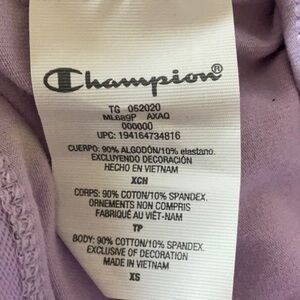 Champion®
TG 052020
ML689P AXAQ
000000
UPC: 194164734816
CUERPO: 90% ALGODÓN/10% elastano.
EXCLUYENDO DECORACIÓN
HECHO EN VIETNAM
XCH
CORPS: 90% COTON/10% SPANDEX.
ORNEMENTS NON COMPRIS
FABRIQUÉ AU VIÊT-NAM
TP
BODY: 90% COTTON/10% SPANDEX.
EXCLUSIVE OF DECORATION
MADE IN VIETNAM
XS